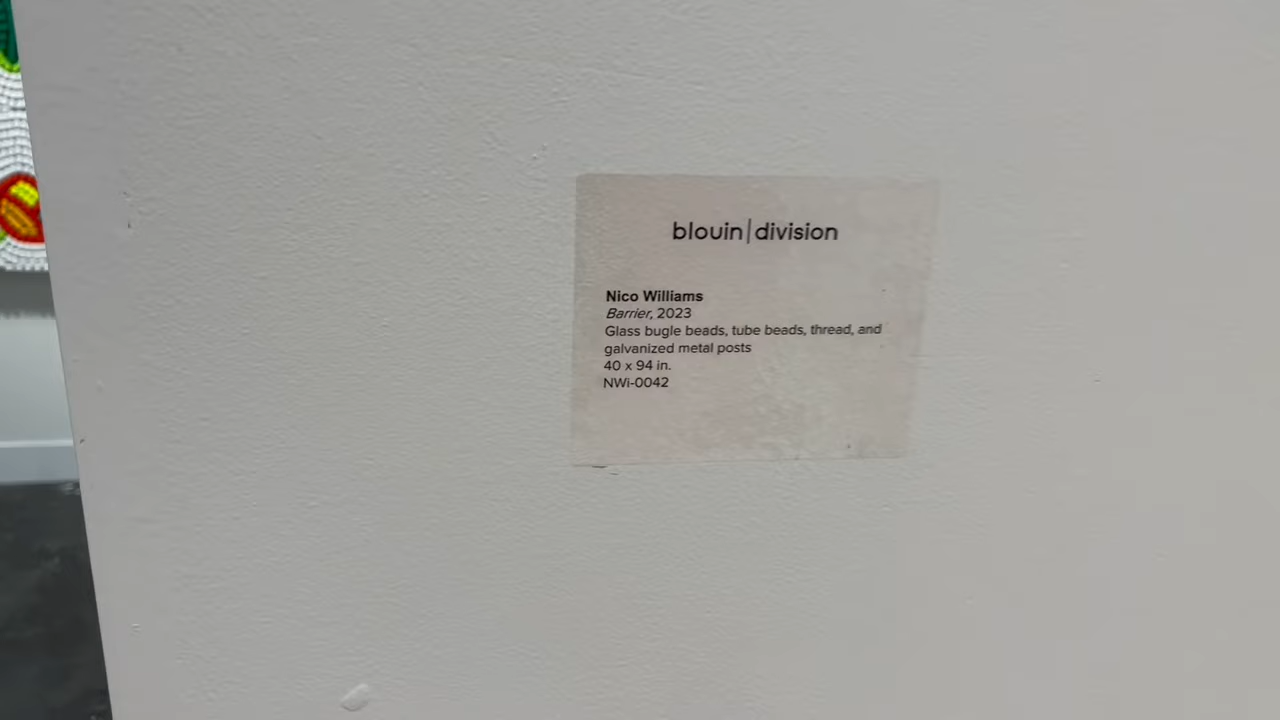 blouin|division
Nico Williams
Barrier, 2023
Glass bugle beads, tube beads, thread, and
galvanized metal posts
40 x 94 in.
NWi-0042